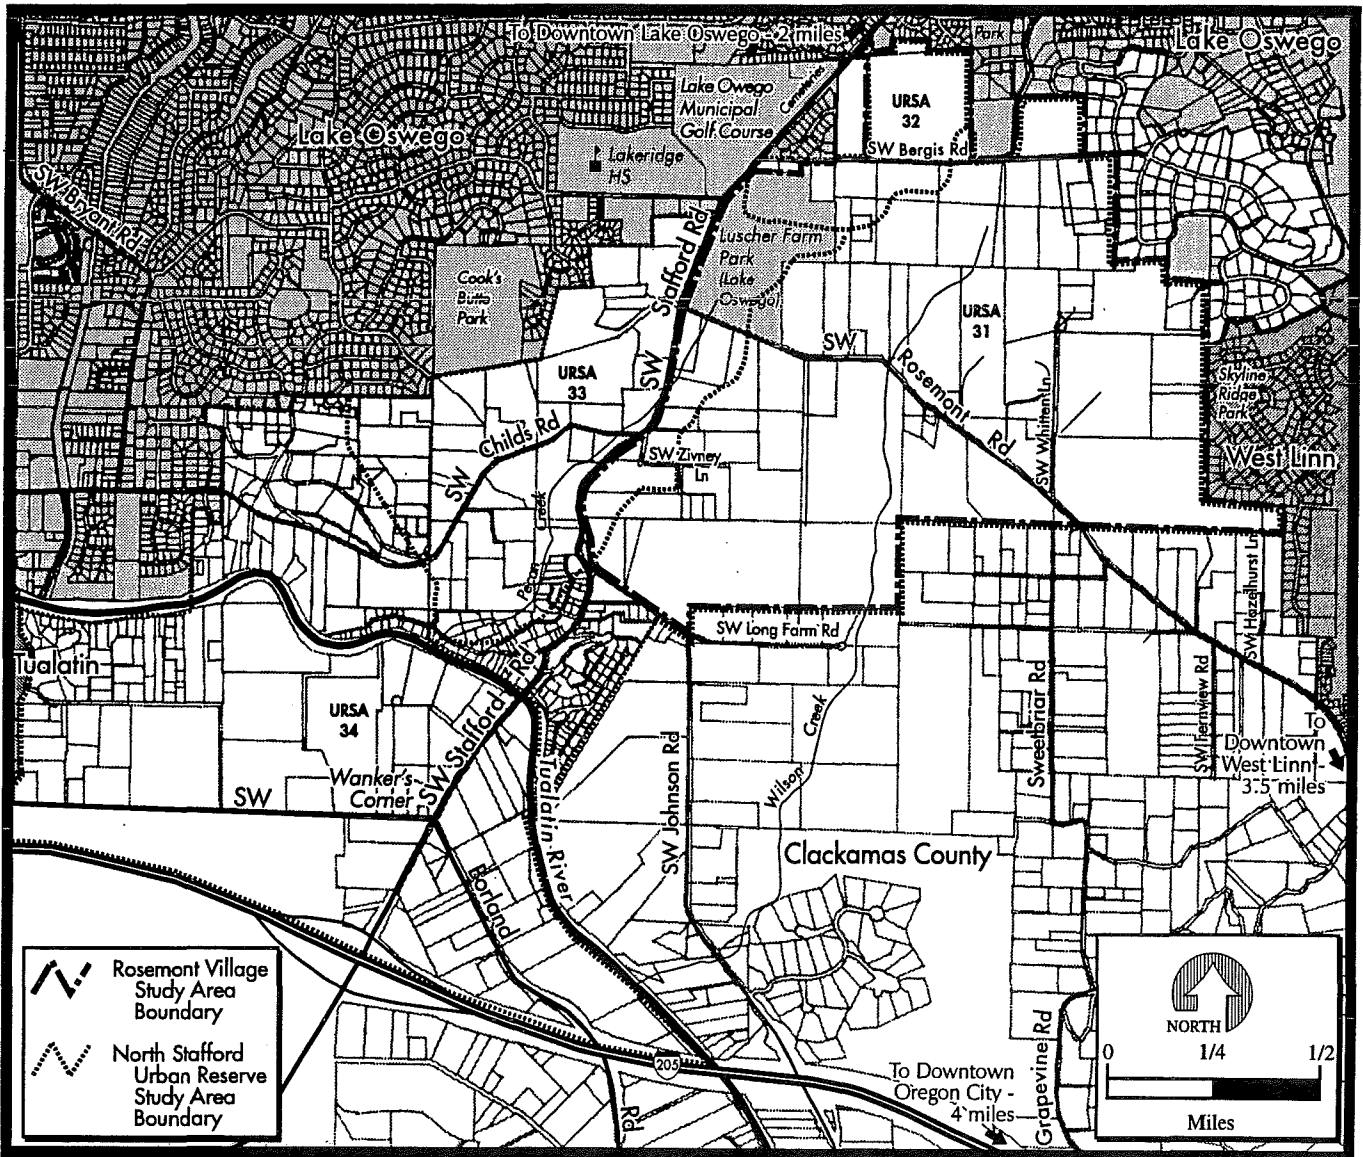 To Downtown Lake Oswego - 2 miles
Park
Lake Oswego
Lake Owego
Municipal
Golf Course
Cemeteries
URSA
32
Lake Oswego
Lakeridge
HS
SW Bergis Rd
SW Bryant Rd
Stafford Rd
SW
Luscher Farm
Park
(Lake
Oswego)
Cook's
Butte
Park
URSA
31
SW
Rosemont
Rd
SW Whitten Ln
URSA
33
Skyline
Ridge
Park
West Linn
SW
Childs Rd
SW Zivney
Ln
Pecan
Creek
SW Hazelhurst Ln
SW Long Farm Rd
Tualatin
URSA
34
SW Stafford Rd
Wanker's
Corner
SW
Borland
Rd
Tualatin River
SW Johnson Rd
Wilson
Creek
Sweetbriar Rd
SW Fernview Rd
To
Downtown
West Linn -
3.5 miles
Clackamas County
205
To Downtown
Oregon City -
4 miles
Grapevine Rd
Rosemont Village
Study Area
Boundary
North Stafford
Urban Reserve
Study Area
Boundary
NORTH
0 1/4 1/2
Miles